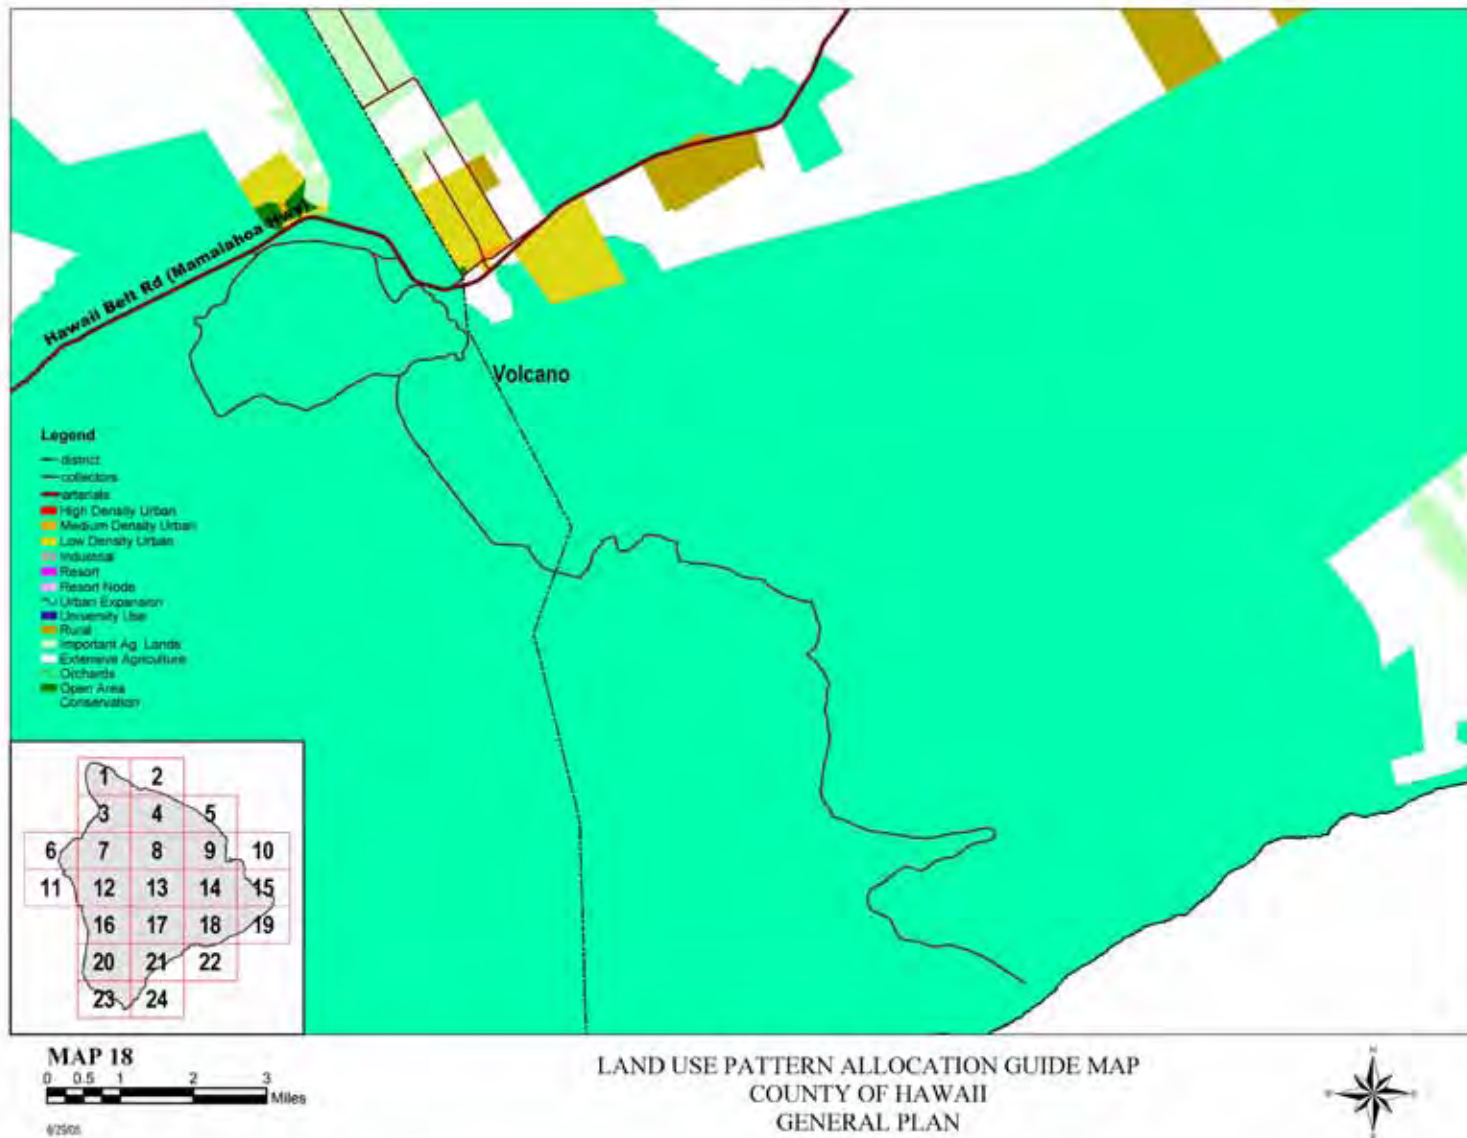 Hawaii Belt Rd (Mamalahoa Hwy)
Volcano
Legend
district
collectors
arterials
High Density Urban
Medium Density Urban
Low Density Urban
Industrial
Resort
Resort Node
Urban Expansion
University Use
Rural
Important Ag. Lands
Extensive Agriculture
Orchards
Open Area
Conservation
1 2
3 4 5
6 7 8 9 10
11 12 13 14 15
16 17 18 19
20 21 22
23 24
MAP 18
0 0.5 1 2 3
Miles
LAND USE PATTERN ALLOCATION GUIDE MAP
COUNTY OF HAWAII
GENERAL PLAN
N